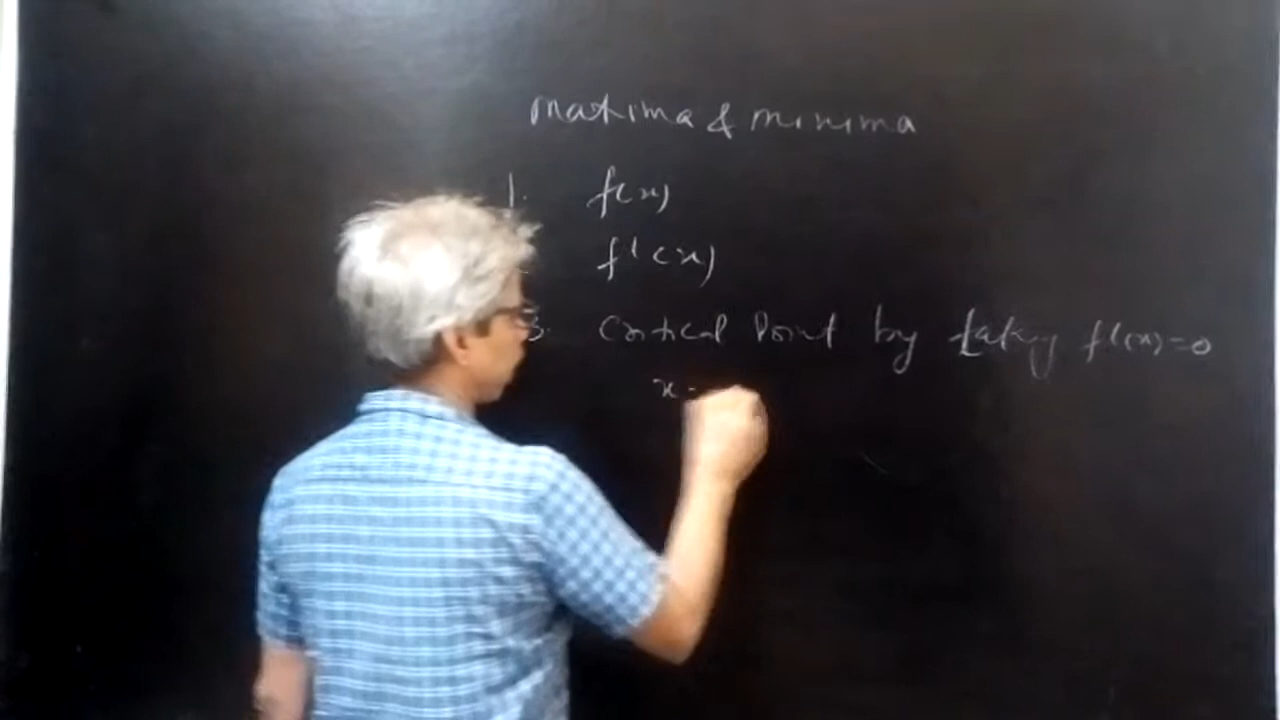 maxima & minima
1. f(x)
f'(x)
3. Critical Point by taking f'(x)=0
x =